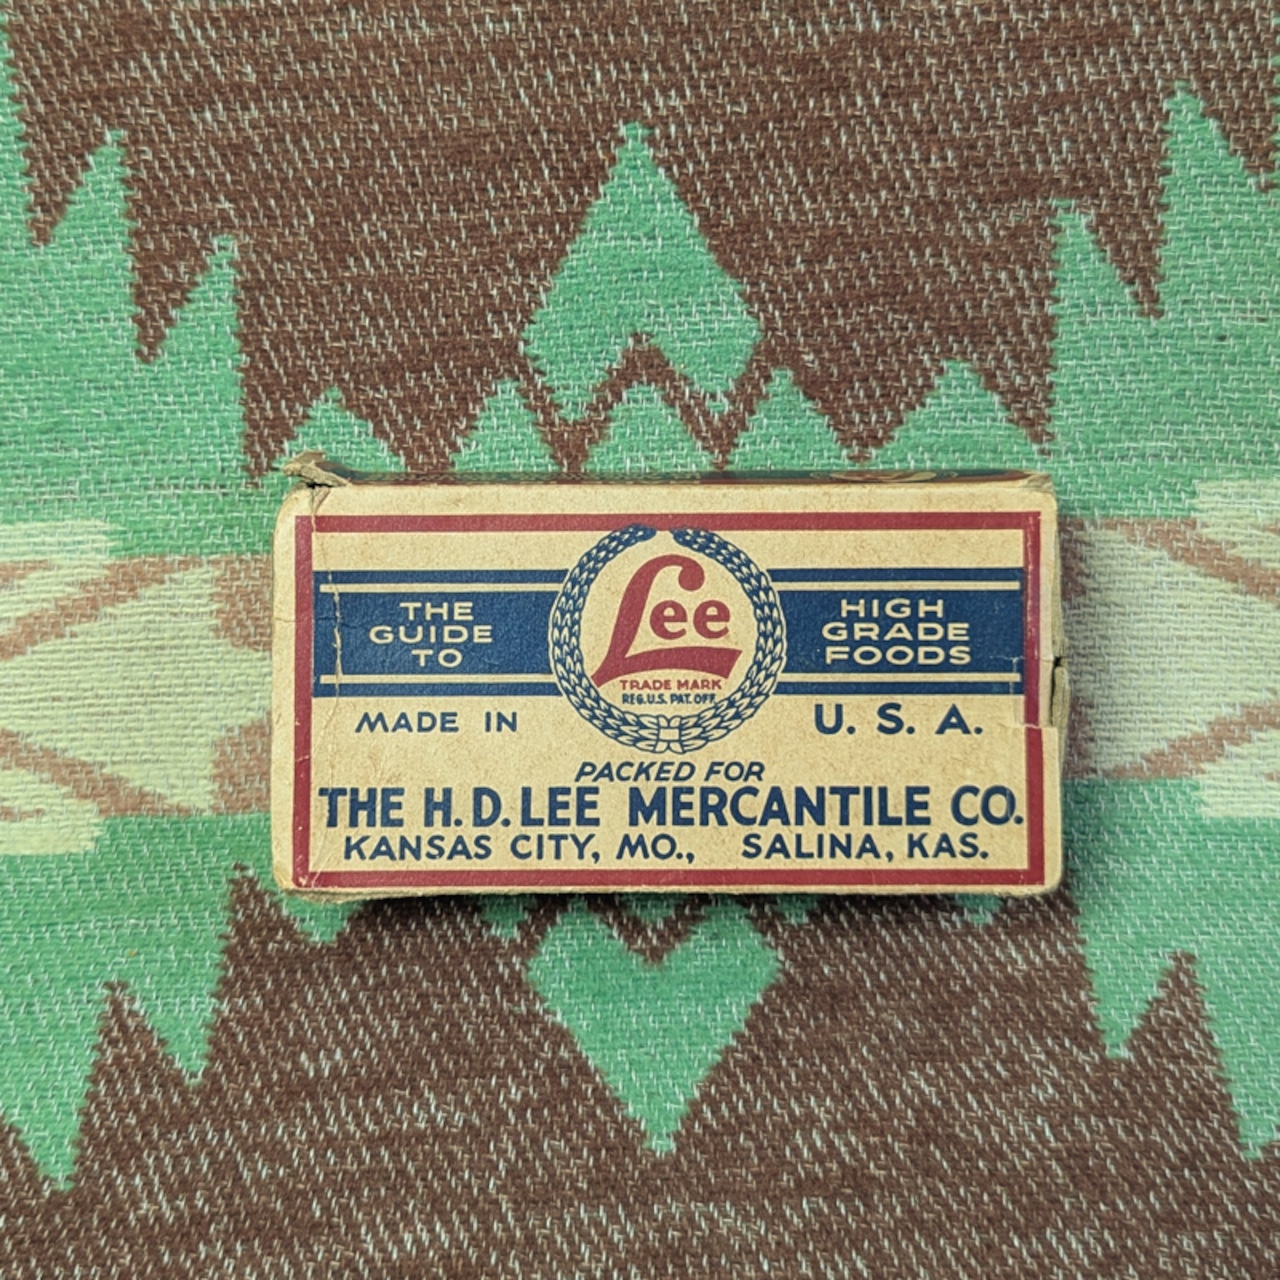 THE
GUIDE
TO
Lee
TRADE MARK
REG. U.S. PAT. OFF.
HIGH
GRADE
FOODS
MADE IN
U. S. A.
PACKED FOR
THE H. D. LEE MERCANTILE CO.
KANSAS CITY, MO., SALINA, KAS.